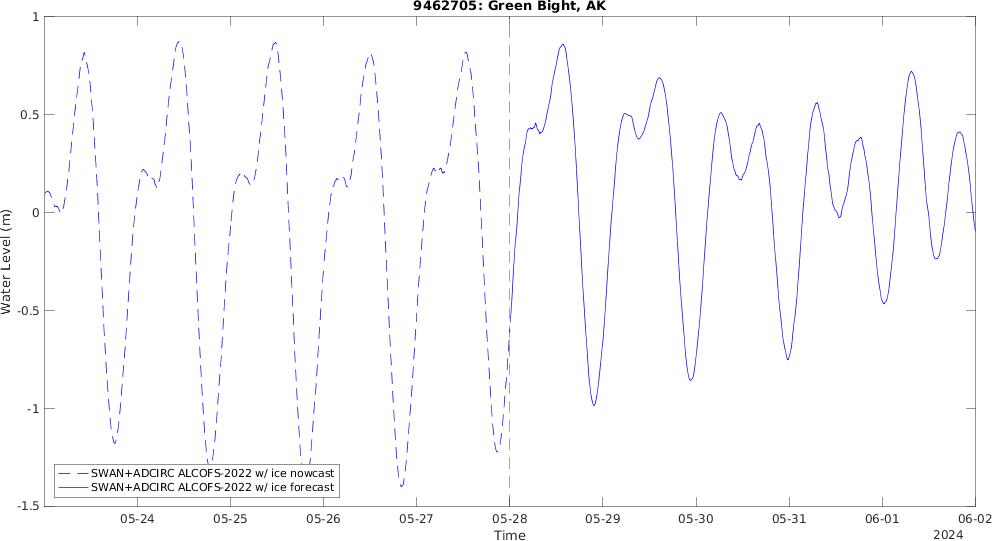 9462705: Green Bight, AK
1
0.5
0
-0.5
-1
-1.5
Water Level (m)
SWAN+ADCIRC ALCOFS-2022 w/ ice nowcast
SWAN+ADCIRC ALCOFS-2022 w/ ice forecast
05-24 05-25 05-26 05-27 05-28 05-29 05-30 05-31 06-01 06-02
Time
2024